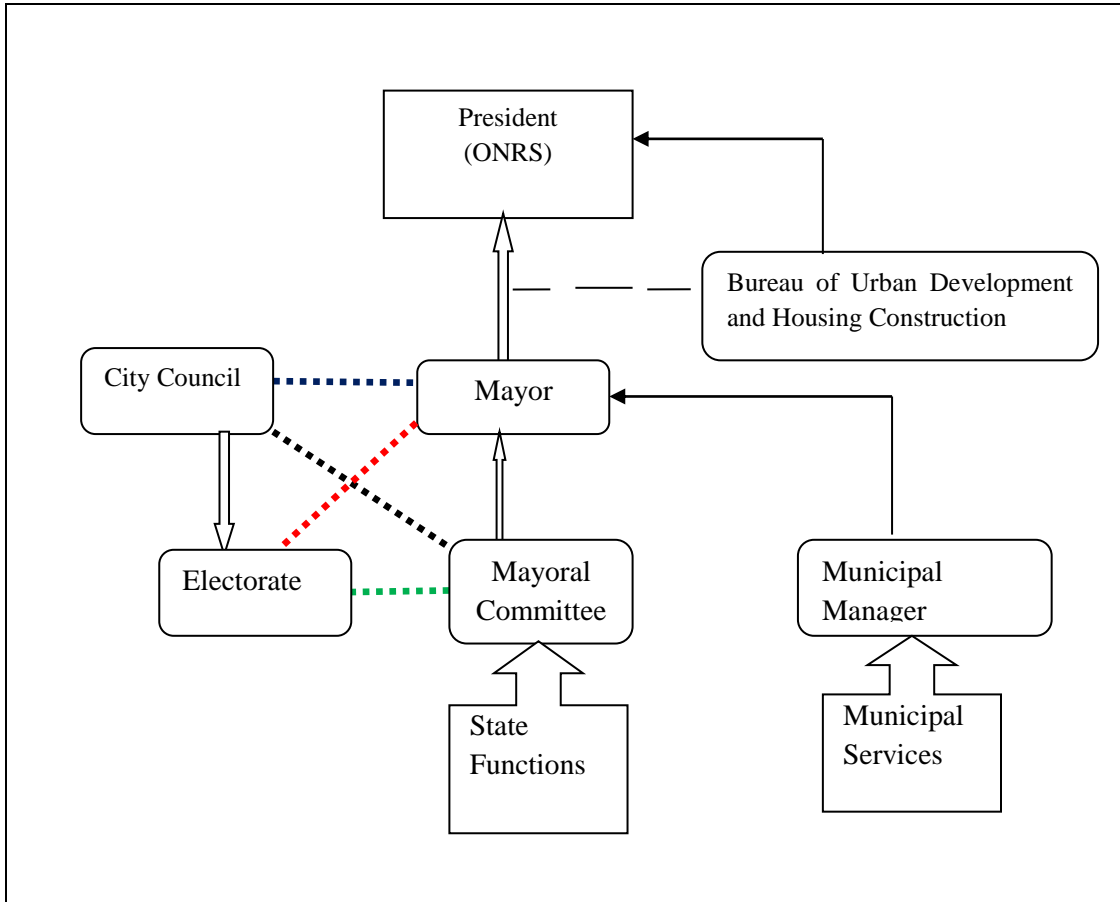 President
(ONRS)
Bureau of Urban Development
and Housing Construction
City Council
Mayor
Electorate
Mayoral
Committee
Municipal
Manager
State
Functions
Municipal
Services